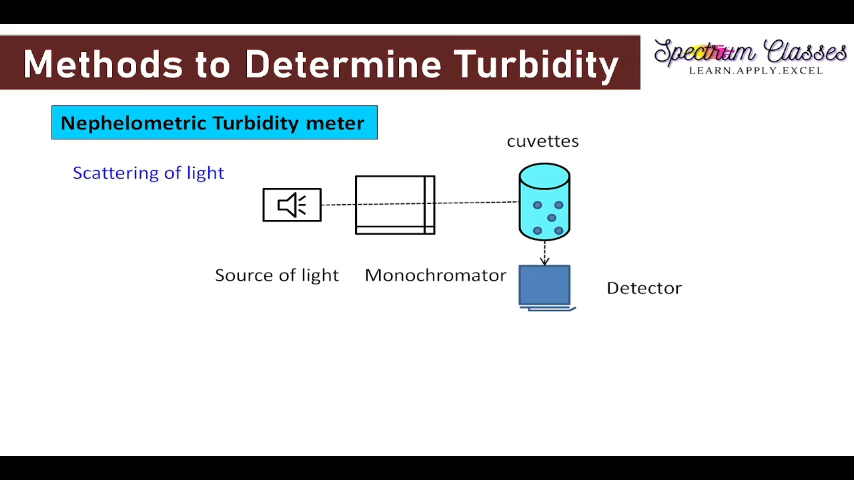 Methods to Determine Turbidity
Spectrum Classes
LEARN.APPLY.EXCEL
Nephelometric Turbidity meter
cuvettes
Scattering of light
Source of light
Monochromator
Detector